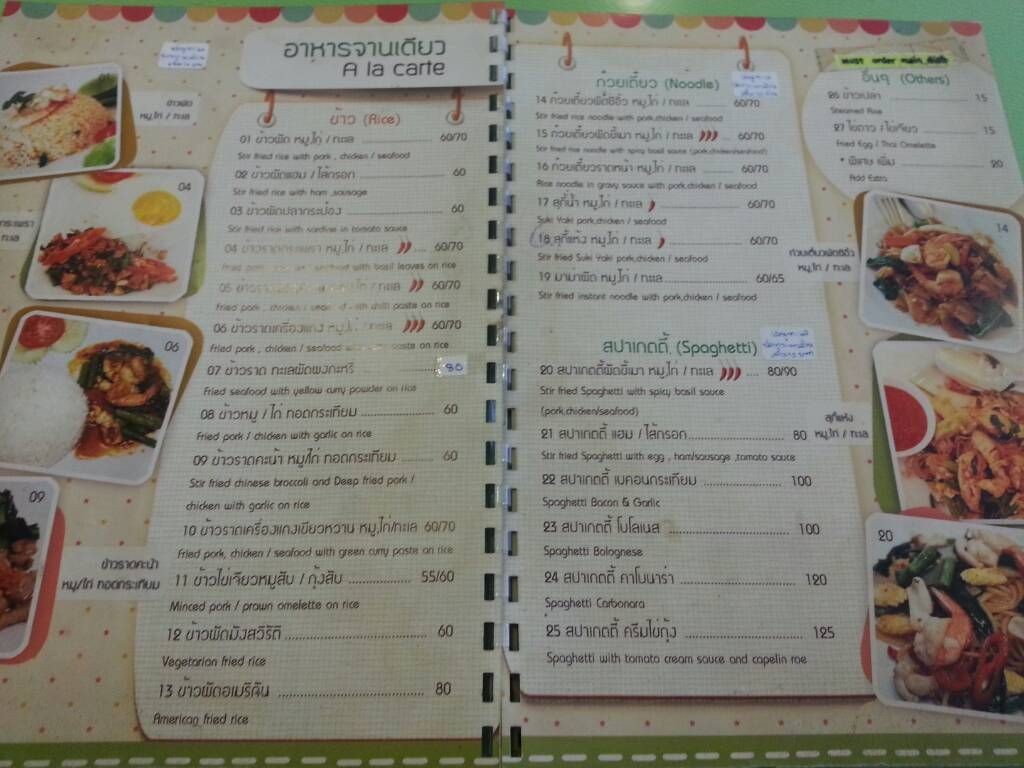 อาหารจานเดียว
A la carte
ข้าวผัด
หมู,ไก่ / ทะเล
04
06
09
ข้าวราดคะน้า
หมู/ไก่ ทอดกระเทียม
ข้าว (Rice)
01 ข้าวผัด หมู,ไก่ / ทะเล 60/70
Stir fried rice with pork , chicken / seafood
02 ข้าวผัดแฮม / ไส้กรอก 60
Stir fried rice with ham ,sausage
03 ข้าวผัดปลากระป๋อง 60
Stir fried rice with sardine in tomato sauce
04 ข้าวราดกระเพรา หมู,ไก่ / ทะเล 60/70
Fried pork seafood with basil leaves on rice
05 หมู,ไก่ / ทะเล 60/70
Fried pork , chicken / with chilli paste on rice
06 ข้าวราดเครื่องแกง หมู,ไก่ / ทะเล 60/70
Fried pork , chicken / seafood with curry paste on rice
07 ข้าวราด ทะเลผัดผงกะหรี่ 80
Fried seafood with yellow curry powder on rice
08 ข้าวหมู / ไก่ ทอดกระเทียม 60
Fried pork / chicken with garlic on rice
09 ข้าวราดคะน้า หมู/ไก่ ทอดกระเทียม 60
Stir fried chinese broccoli and Deep fried pork /
chicken with garlic on rice
10 ข้าวราดเครื่องแกงเขียวหวาน หมู,ไก่/ทะเล 60/70
Fried pork, chicken / seafood with green curry paste on rice
11 ข้าวไข่เจียวหมูสับ / กุ้งสับ 55/60
Minced pork / prawn omelette on rice
12 ข้าวผัดมังสวิรัติ 60
Vegetarian fried rice
13 ข้าวผัดอเมริกัน 80
American fried rice
ก๋วยเตี๋ยว (Noodle)
14 ก๋วยเตี๋ยวผัดซีอิ๊ว หมู,ไก่ / ทะเล 60/70
Stir fried rice noodle with pork,chicken / seafood
15 ก๋วยเตี๋ยวผัดขี้เมา หมู,ไก่ / ทะเล 60/70
Stir fried rice noodle with spicy basil sauce (pork,chicken/seafood)
16 ก๋วยเตี๋ยวราดหน้า หมู,ไก่ / ทะเล 60/70
Rice noodle in gravy sauce with pork,chicken / seafood
17 สุกี้น้ำ หมู,ไก่ / ทะเล 60/70
Suki Yaki pork,chicken / seafood
18 สุกี้แห้ง หมู,ไก่ / ทะเล 60/70
Stir fried Suki Yaki pork,chicken / seafood
19 มาม่าผัด หมู,ไก่ / ทะเล 60/65
Stir fried instant noodle with pork,chicken / seafood
สปาเกตตี้ (Spaghetti)
20 สปาเกตตี้ผัดขี้เมา หมู,ไก่ / ทะเล 80/90
Stir fried Spaghetti with spicy basil sauce
(pork,chicken/seafood)
21 สปาเกตตี้ แฮม / ไส้กรอก 80
Stir fried Spaghetti with egg , ham/sausage ,tomato sauce
22 สปาเกตตี้ เบคอนกระเทียม 100
Spaghetti Bacon & Garlic
23 สปาเกตตี้ โบโลเนส 100
Spaghetti Bolognese
24 สปาเกตตี้ คาโบนาร่า 120
Spaghetti Carbonara
25 สปาเกตตี้ ครีมไข่กุ้ง 125
Spaghetti with tomato cream sauce and capelin roe
Must order main dish
อื่นๆ (Others)
26 ข้าวเปล่า 15
Steamed Rice
27 ไข่ดาว / ไข่เจียว 15
Fried Egg / Thai Omelette
* พิเศษ เพิ่ม 20
Add Extra
14
ก๋วยเตี๋ยวผัดซีอิ๊ว
หมู,ไก่ / ทะเล
สุกี้แห้ง
หมู,ไก่ / ทะเล
20